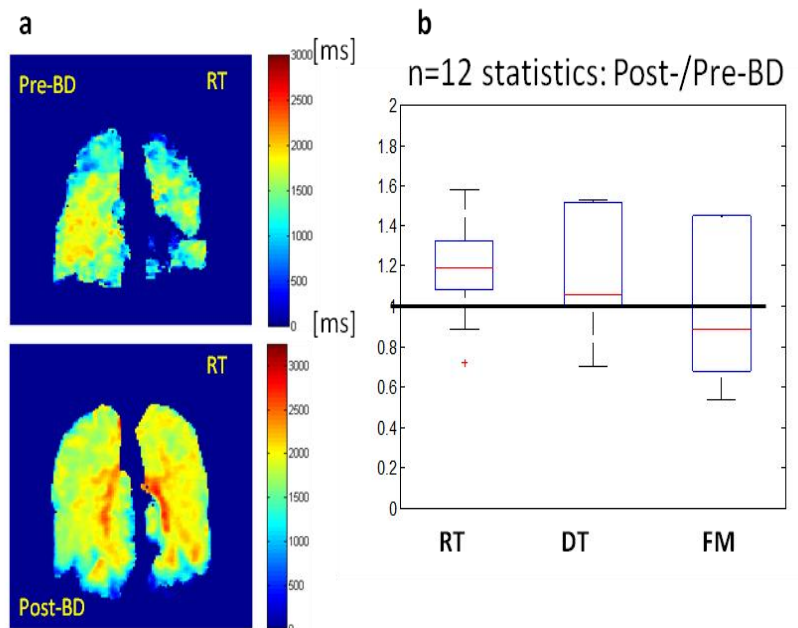 a
b
Pre-BD
RT
[ms]
3000
2500
2000
1500
1000
500
0
[ms]
RT
Post-BD
3000
2500
2000
1500
1000
500
0
n=12 statistics: Post-/Pre-BD
2
1.8
1.6
1.4
1.2
1
0.8
0.6
0.4
0.2
0
RT DT FM